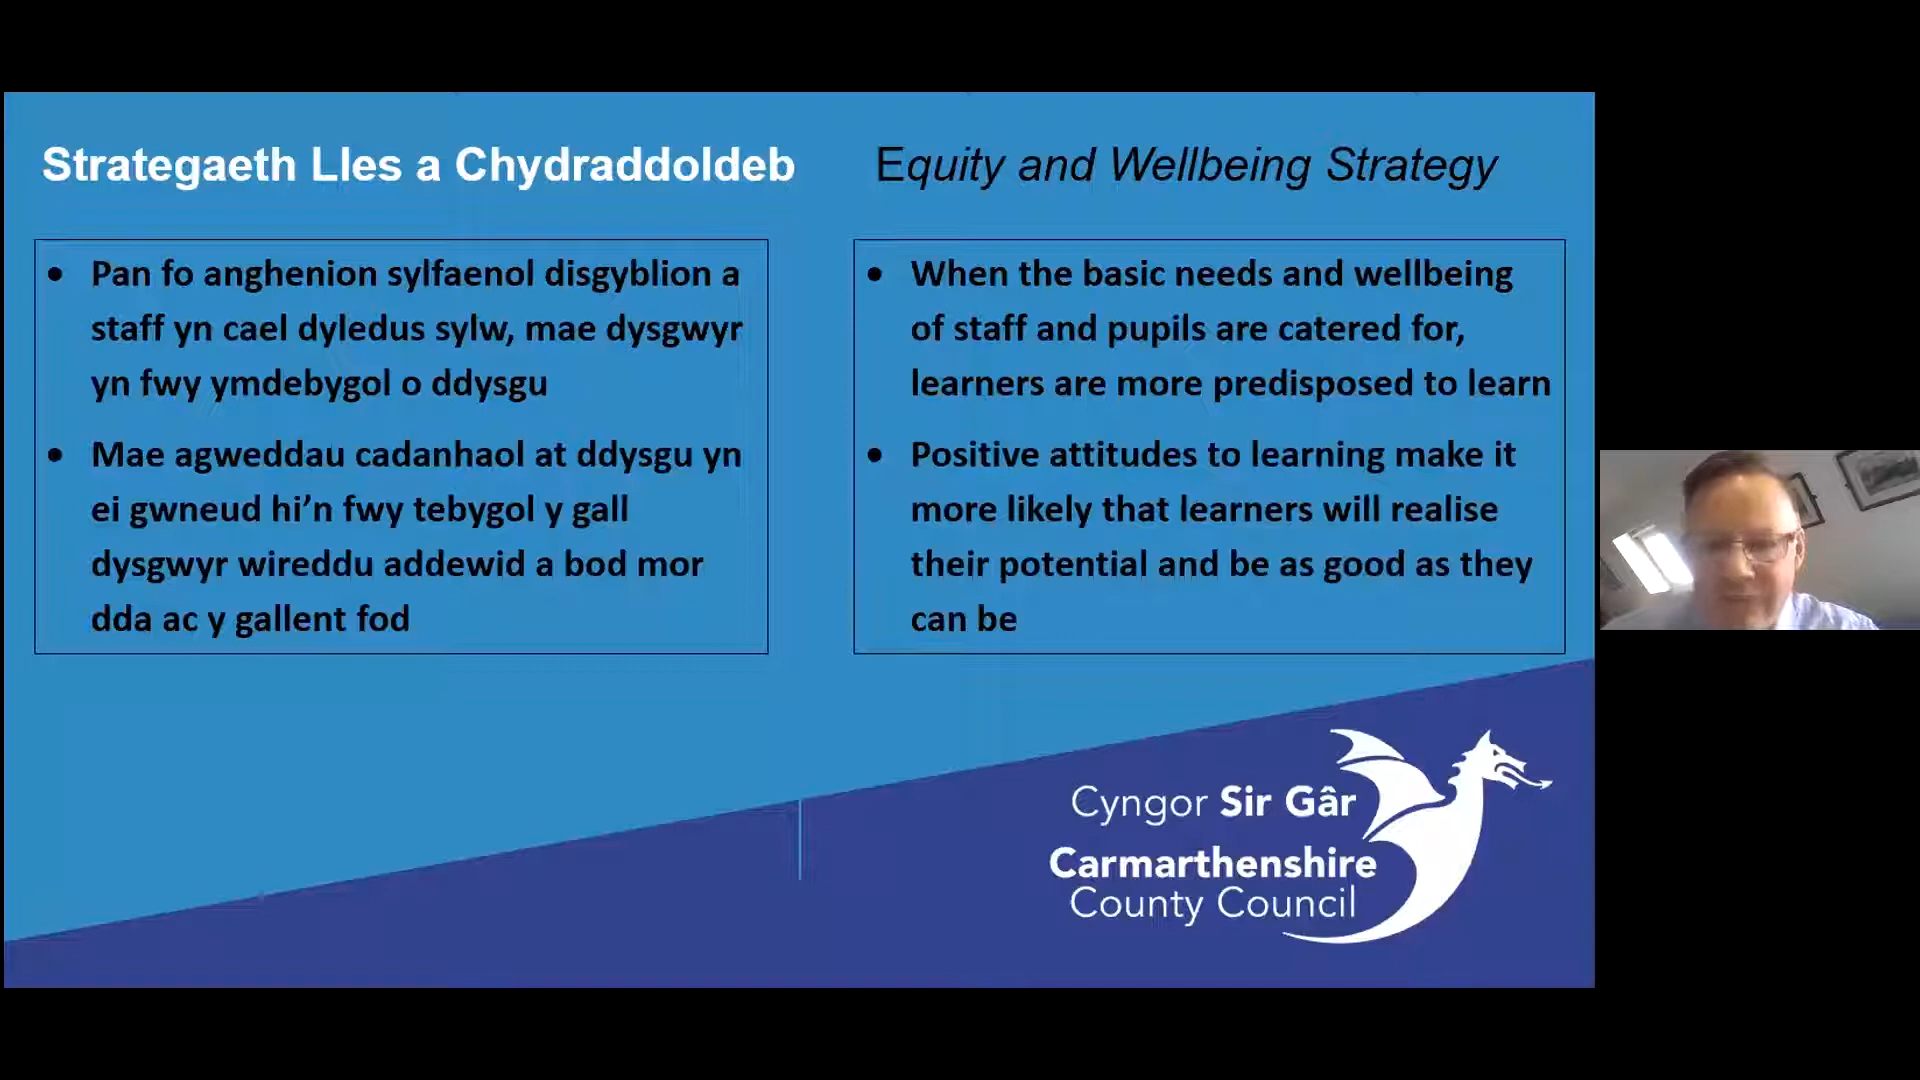 Strategaeth Lles a Chydraddoldeb
Equity and Wellbeing Strategy
• Pan fo anghenion sylfaenol disgyblion a
staff yn cael dyledus sylw, mae dysgwyr
yn fwy ymdebygol o ddysgu
• Mae agweddau cadanhaol at ddysgu yn
ei gwneud hi’n fwy tebygol y gall
dysgwyr wireddu addewid a bod mor
dda ac y gallent fod
• When the basic needs and wellbeing
of staff and pupils are catered for,
learners are more predisposed to learn
• Positive attitudes to learning make it
more likely that learners will realise
their potential and be as good as they
can be
Cyngor Sir Gâr
Carmarthenshire
County Council